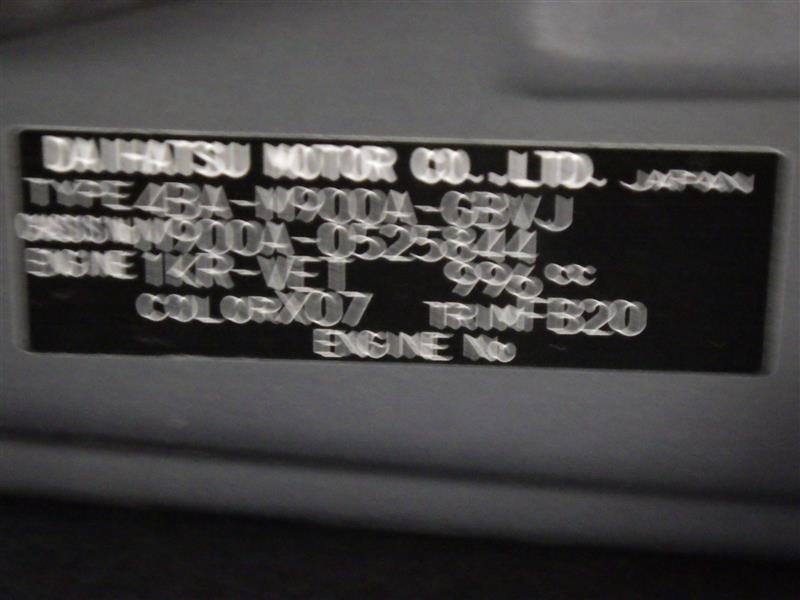 DAIHATSU MOTOR CO.,LTD. JAPAN
TYPE 4BA-M900A-GBWJ
CHASSIS No. M900A-0525844
ENGINE 1KR-VET 996 cc
COLOR X07 TRIM FB20
ENGINE No.